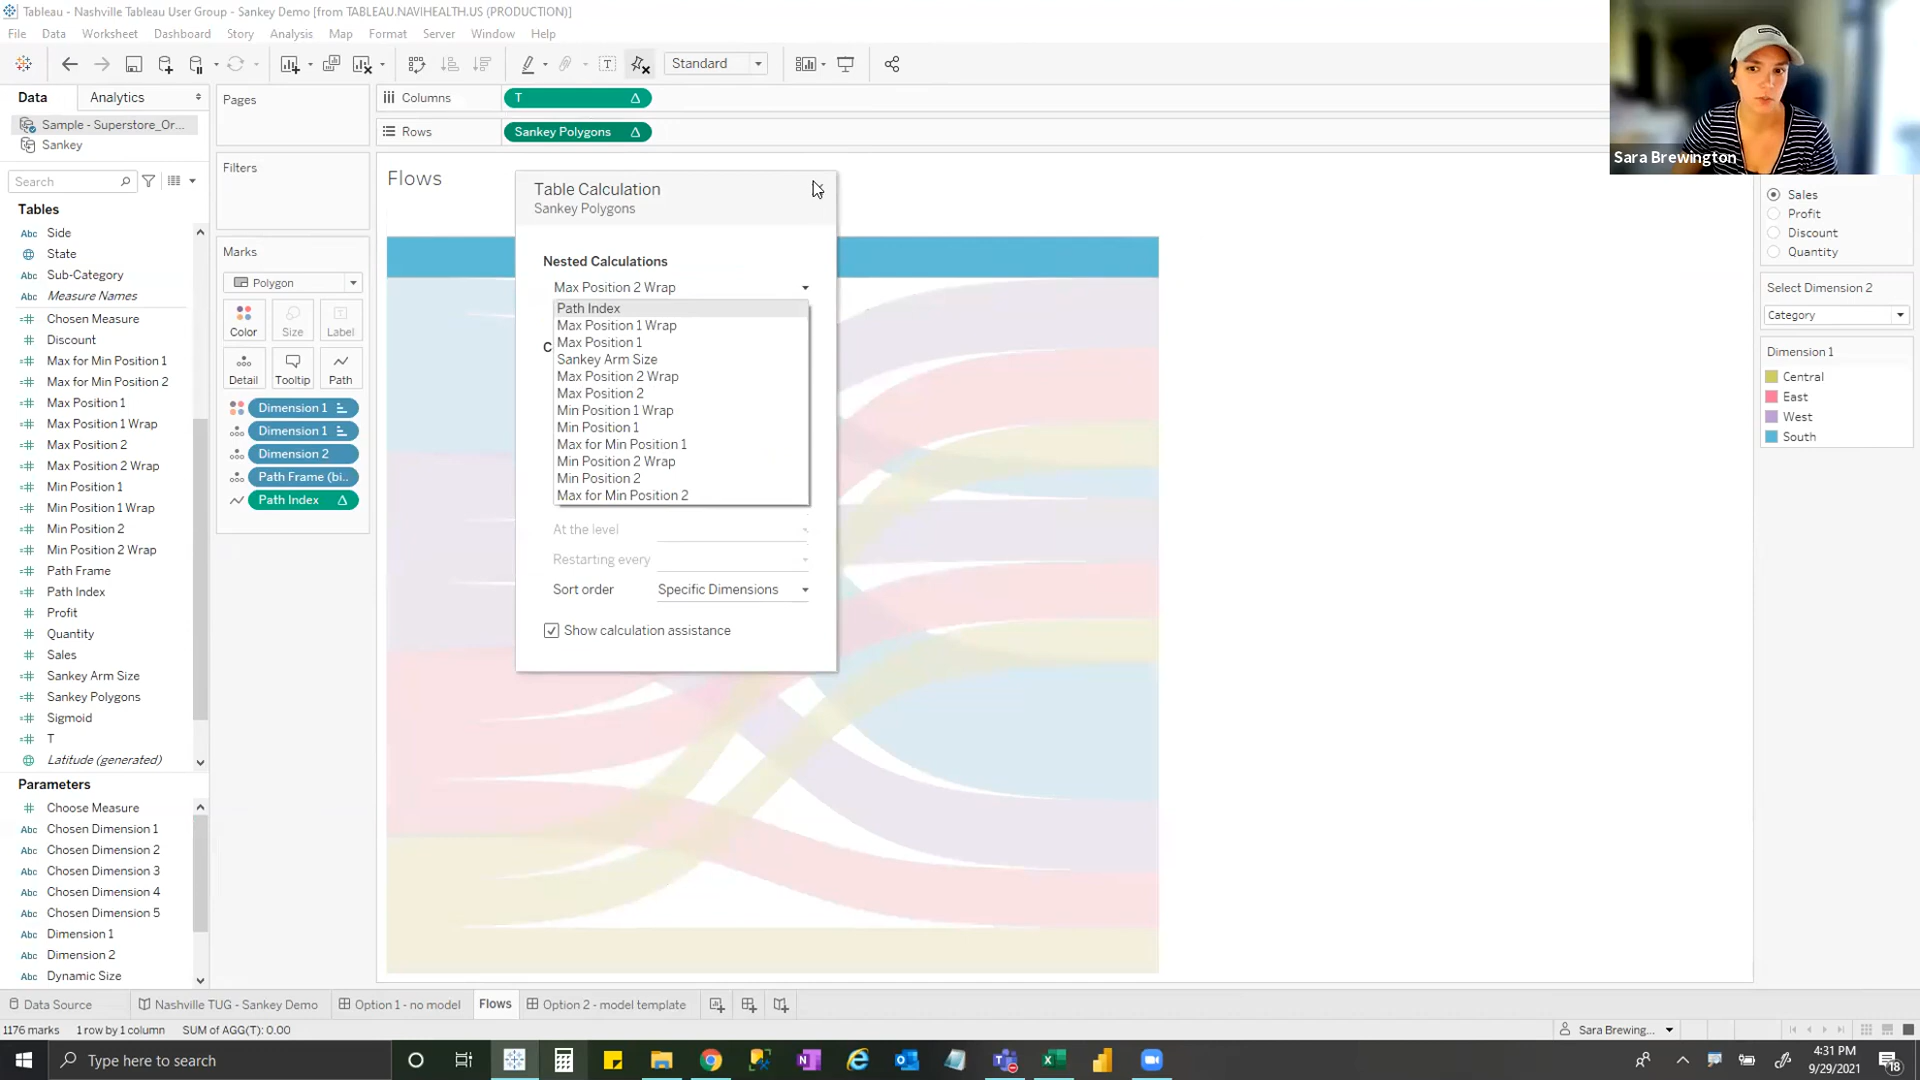 Tableau - Nashville Tableau User Group - Sankey Demo [from TABLEAU.NAVIHEALTH.US (PRODUCTION)]
File Data Worksheet Dashboard Story Analysis Map Format Server Window Help
Standard
Data Analytics
Sample - Superstore_Or...
Sankey
Search
Tables
Abc Side
State
Abc Sub-Category
Abc Measure Names
Chosen Measure
Discount
Max for Min Position 1
Max for Min Position 2
Max Position 1
Max Position 1 Wrap
Max Position 2
Max Position 2 Wrap
Min Position 1
Min Position 1 Wrap
Min Position 2
Min Position 2 Wrap
Path Frame
Path Index
Profit
Quantity
Sales
Sankey Arm Size
Sankey Polygons
Sigmoid
T
Latitude (generated)
Parameters
Choose Measure
Abc Chosen Dimension 1
Abc Chosen Dimension 2
Abc Chosen Dimension 3
Abc Chosen Dimension 4
Abc Chosen Dimension 5
Abc Dimension 1
Abc Dimension 2
Abc Dynamic Size
Pages
Filters
Marks
Polygon
Color Size Label
Detail Tooltip Path
Dimension 1
Dimension 1
Dimension 2
Path Frame (bi..
Path Index
Columns T
Rows Sankey Polygons
Flows
Table Calculation
Sankey Polygons
Nested Calculations
Max Position 2 Wrap
Path Index
Max Position 1 Wrap
Max Position 1
C
Sankey Arm Size
Max Position 2 Wrap
Max Position 2
Min Position 1 Wrap
Min Position 1
Max for Min Position 1
Min Position 2 Wrap
Min Position 2
Max for Min Position 2
At the level
Restarting every
Sort order Specific Dimensions
Show calculation assistance
Sara Brewington
Sales
Profit
Discount
Quantity
Select Dimension 2
Category
Dimension 1
Central
East
West
South
Data Source Nashville TUG - Sankey Demo Option 1 - no model Flows Option 2 - model template
1176 marks 1 row by 1 column SUM of AGG(T): 0.00 Sara Brewing...
Type here to search
4:31 PM
9/29/2021
18